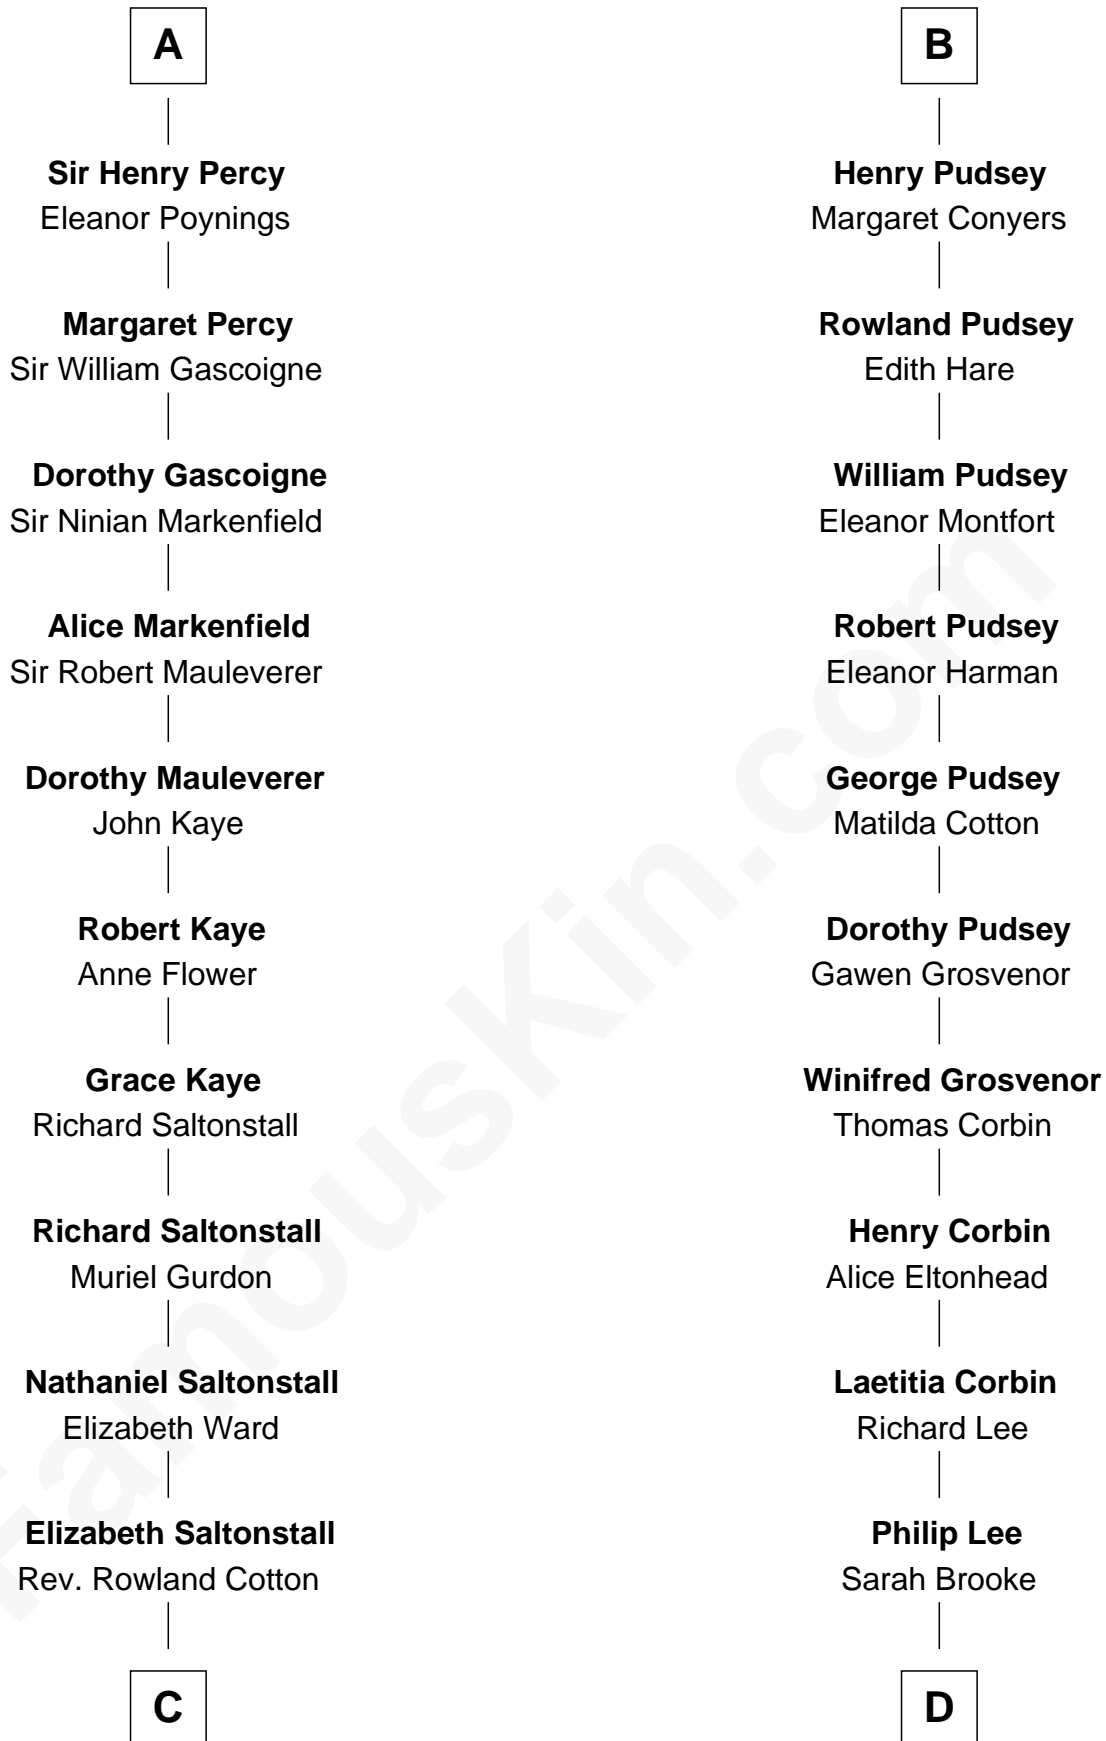 A
Sir Henry Percy
Eleanor Poynings
Margaret Percy
Sir William Gascoigne
Dorothy Gascoigne
Sir Ninian Markenfield
Alice Markenfield
Sir Robert Mauleverer
Dorothy Mauleverer
John Kaye
Robert Kaye
Anne Flower
Grace Kaye
Richard Saltonstall
Richard Saltonstall
Muriel Gurdon
Nathaniel Saltonstall
Elizabeth Ward
Elizabeth Saltonstall
Rev. Rowland Cotton
C
B
Henry Pudsey
Margaret Conyers
Rowland Pudsey
Edith Hare
William Pudsey
Eleanor Montfort
Robert Pudsey
Eleanor Harman
George Pudsey
Matilda Cotton
Dorothy Pudsey
Gawen Grosvenor
Winifred Grosvenor
Thomas Corbin
Henry Corbin
Alice Eltonhead
Laetitia Corbin
Richard Lee
Philip Lee
Sarah Brooke
D
FamousKin.com